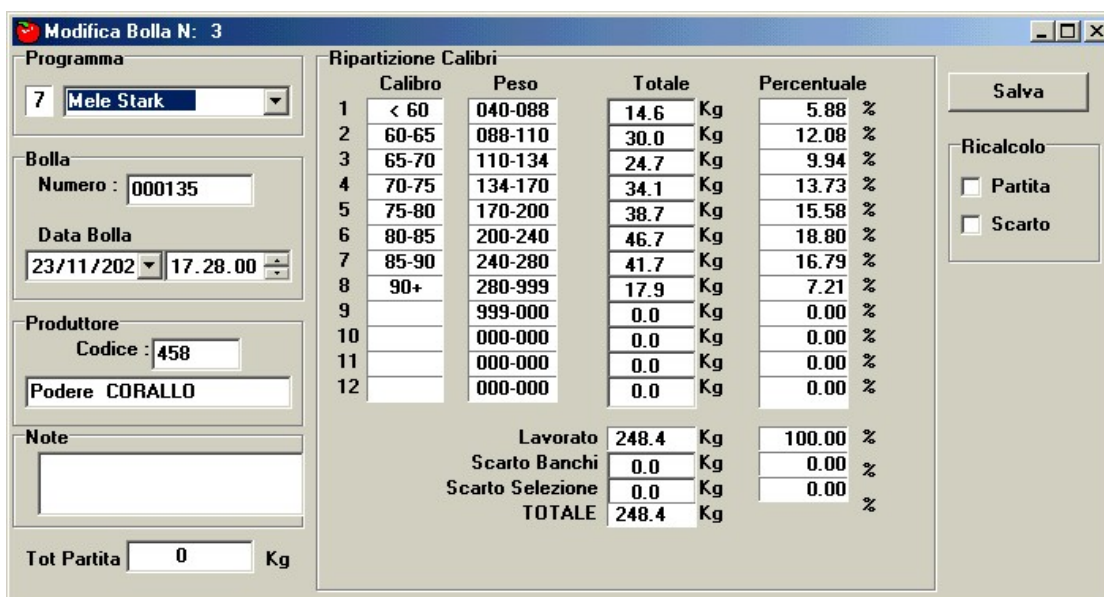 Modifica Bolla N: 3
Programma
7 Mele Stark
Bolla
Numero : 000135
Data Bolla
23/11/202 17.28.00
Produttore
Codice : 458
Podere CORALLO
Note
Tot Partita 0 Kg
Ripartizione Calibri
Calibro Peso Totale Percentuale
1 < 60 040-088 14.6 Kg 5.88 %
2 60-65 088-110 30.0 Kg 12.08 %
3 65-70 110-134 24.7 Kg 9.94 %
4 70-75 134-170 34.1 Kg 13.73 %
5 75-80 170-200 38.7 Kg 15.58 %
6 80-85 200-240 46.7 Kg 18.80 %
7 85-90 240-280 41.7 Kg 16.79 %
8 90+ 280-999 17.9 Kg 7.21 %
9 999-000 0.0 Kg 0.00 %
10 000-000 0.0 Kg 0.00 %
11 000-000 0.0 Kg 0.00 %
12 000-000 0.0 Kg 0.00 %
Lavorato 248.4 Kg 100.00 %
Scarto Banchi 0.0 Kg 0.00 %
Scarto Selezione 0.0 Kg 0.00 %
TOTALE 248.4 Kg
Salva
Ricalcolo
Partita
Scarto